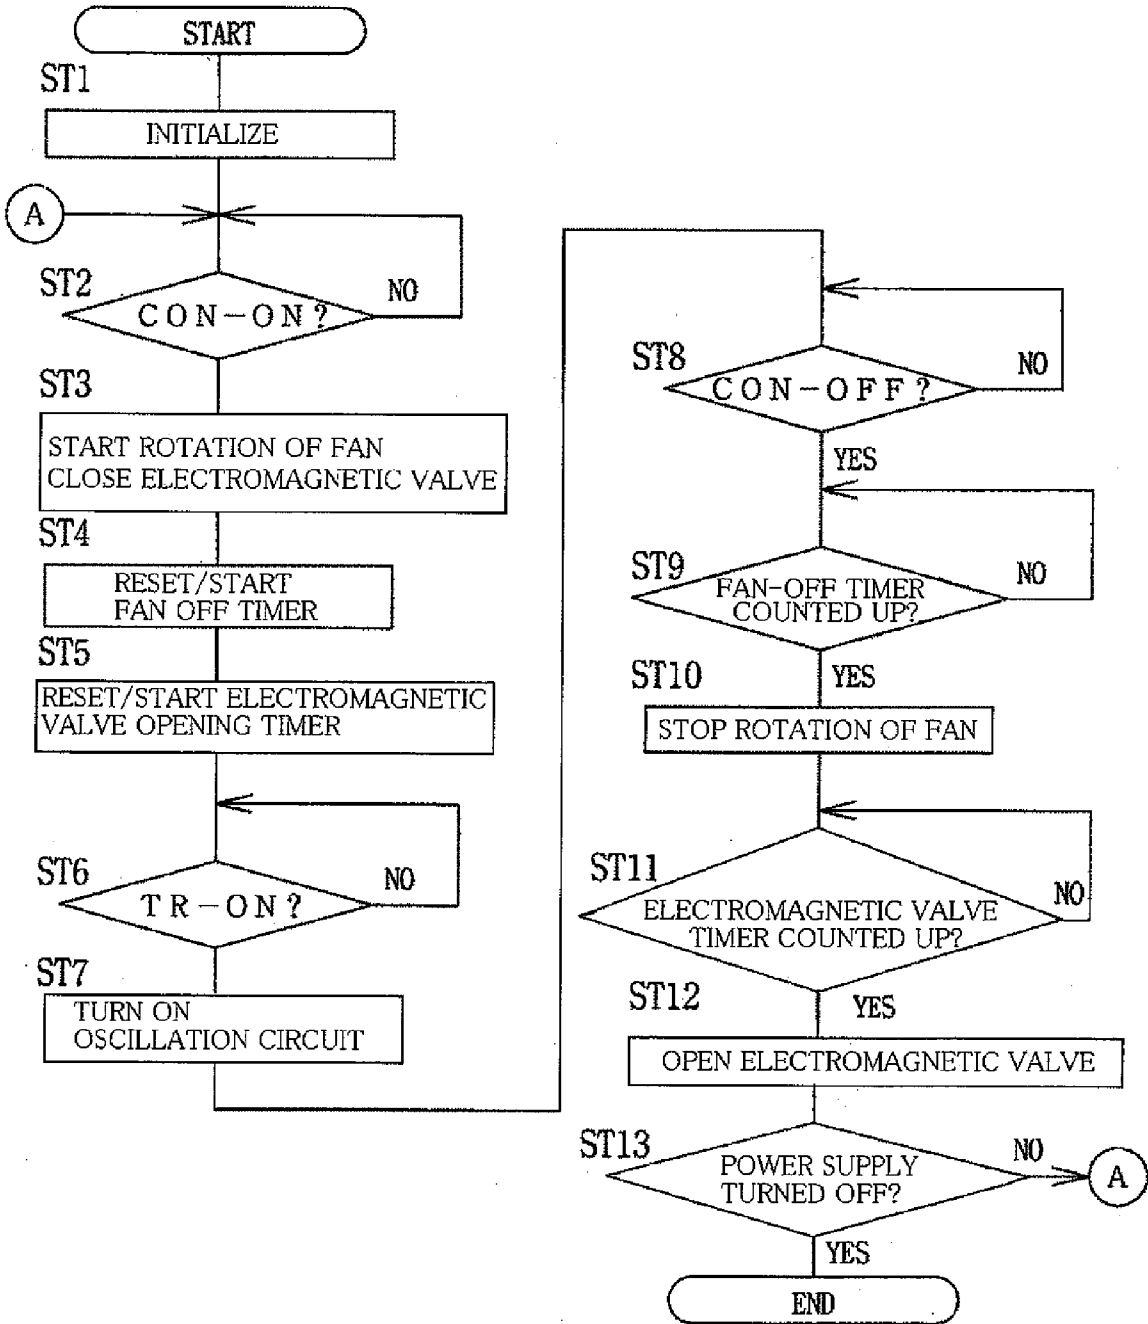 START
ST1
INITIALIZE
A
ST2
CON-ON?
NO
ST3
START ROTATION OF FAN
CLOSE ELECTROMAGNETIC VALVE
ST4
RESET/START
FAN OFF TIMER
ST5
RESET/START ELECTROMAGNETIC
VALVE OPENING TIMER
ST6
TR-ON?
NO
ST7
TURN ON
OSCILLATION CIRCUIT
ST8
CON-OFF?
NO
YES
ST9
FAN-OFF TIMER
COUNTED UP?
NO
YES
ST10
STOP ROTATION OF FAN
ST11
ELECTROMAGNETIC VALVE
TIMER COUNTED UP?
NO
YES
ST12
OPEN ELECTROMAGNETIC VALVE
ST13
POWER SUPPLY
TURNED OFF?
NO
A
YES
END